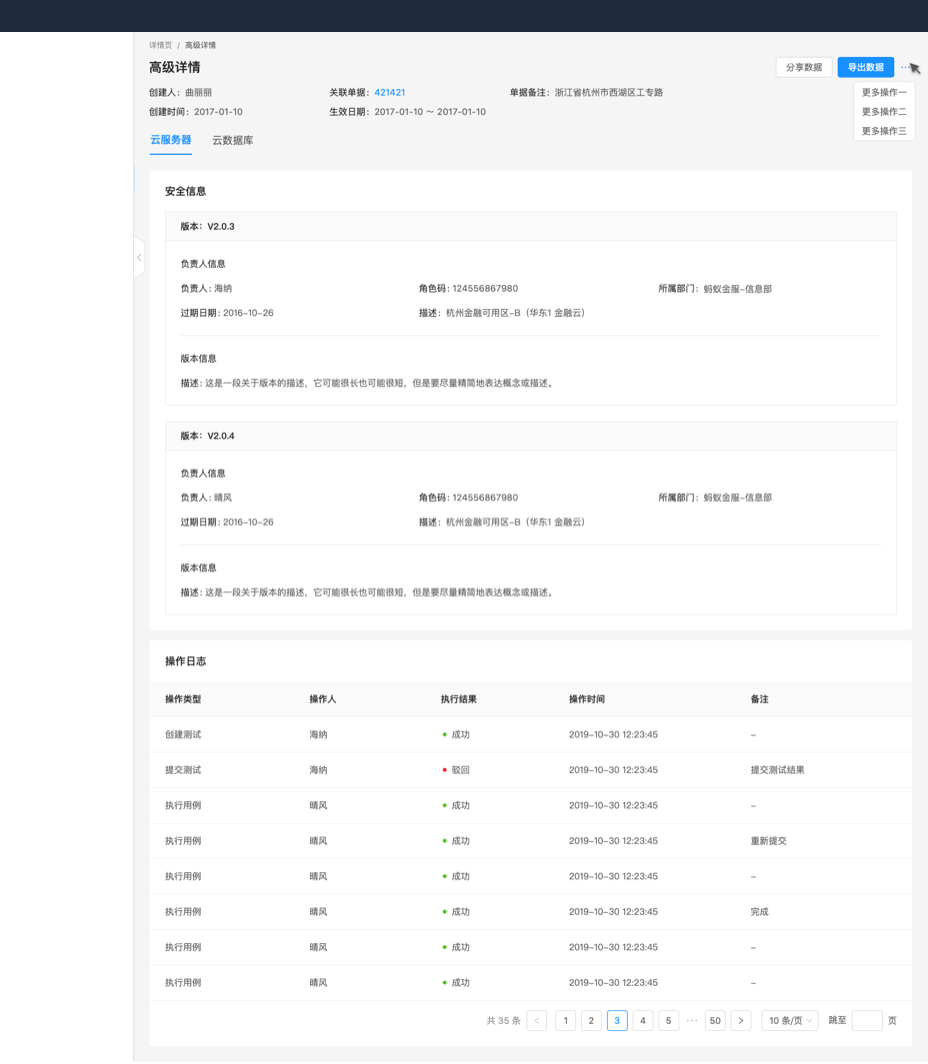 详情页 / 高级详情
高级详情
分享数据 导出数据 ···
创建人：曲丽丽 关联单据：421421 单据备注：浙江省杭州市西湖区工专路
更多操作一
创建时间：2017-01-10 生效日期：2017-01-10 ～ 2017-01-10
更多操作二
更多操作三
云服务器 云数据库
安全信息
版本：V2.0.3
负责人信息
负责人：海纳 角色码：124556867980 所属部门：蚂蚁金服–信息部
过期日期：2016–10–26 描述：杭州金融可用区–B（华东1 金融云）
版本信息
描述：这是一段关于版本的描述，它可能很长也可能很短，但是要尽量精简地表达概念或描述。
版本：V2.0.4
负责人信息
负责人：晴风 角色码：124556867980 所属部门：蚂蚁金服–信息部
过期日期：2016–10–26 描述：杭州金融可用区–B（华东1 金融云）
版本信息
描述：这是一段关于版本的描述，它可能很长也可能很短，但是要尽量精简地表达概念或描述。
操作日志
操作类型 操作人 执行结果 操作时间 备注
创建测试 海纳 成功 2019–10–30 12:23:45 –
提交测试 海纳 驳回 2019–10–30 12:23:45 提交测试结果
执行用例 晴风 成功 2019–10–30 12:23:45 –
执行用例 晴风 成功 2019–10–30 12:23:45 重新提交
执行用例 晴风 成功 2019–10–30 12:23:45 –
执行用例 晴风 成功 2019–10–30 12:23:45 完成
执行用例 晴风 成功 2019–10–30 12:23:45 –
执行用例 晴风 成功 2019–10–30 12:23:45 –
共 35 条 < 1 2 3 4 5 ··· 50 > 10 条/页 跳至 页